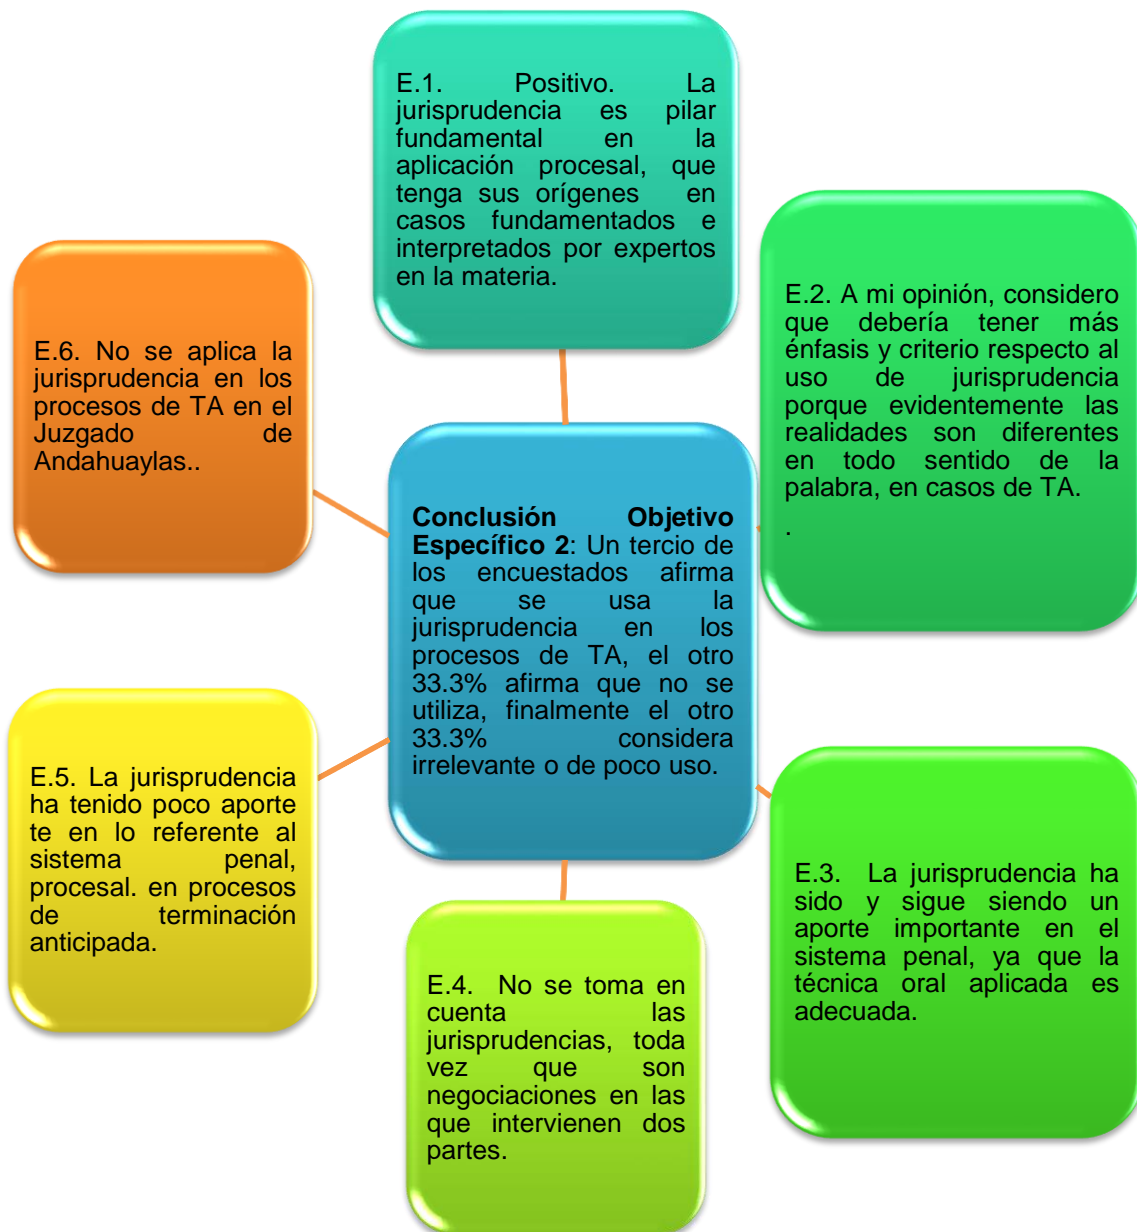 E.1. Positivo. La
jurisprudencia es pilar
fundamental en la
aplicación procesal, que
tenga sus orígenes en
casos fundamentados e
interpretados por expertos
en la materia.
E.2. A mi opinión, considero
que debería tener más
énfasis y criterio respecto al
uso de jurisprudencia
porque evidentemente las
realidades son diferentes
en todo sentido de la
palabra, en casos de TA.
.
E.6. No se aplica la
jurisprudencia en los
procesos de TA en el
Juzgado de
Andahuaylas..
Conclusión Objetivo
Específico 2: Un tercio de
los encuestados afirma
que se usa la
jurisprudencia en los
procesos de TA, el otro
33.3% afirma que no se
utiliza, finalmente el otro
33.3% considera
irrelevante o de poco uso.
E.5. La jurisprudencia
ha tenido poco aporte
te en lo referente al
sistema penal,
procesal. en procesos
de terminación
anticipada.
E.3. La jurisprudencia ha
sido y sigue siendo un
aporte importante en el
sistema penal, ya que la
técnica oral aplicada es
adecuada.
E.4. No se toma en
cuenta las
jurisprudencias, toda
vez que son
negociaciones en las
que intervienen dos
partes.